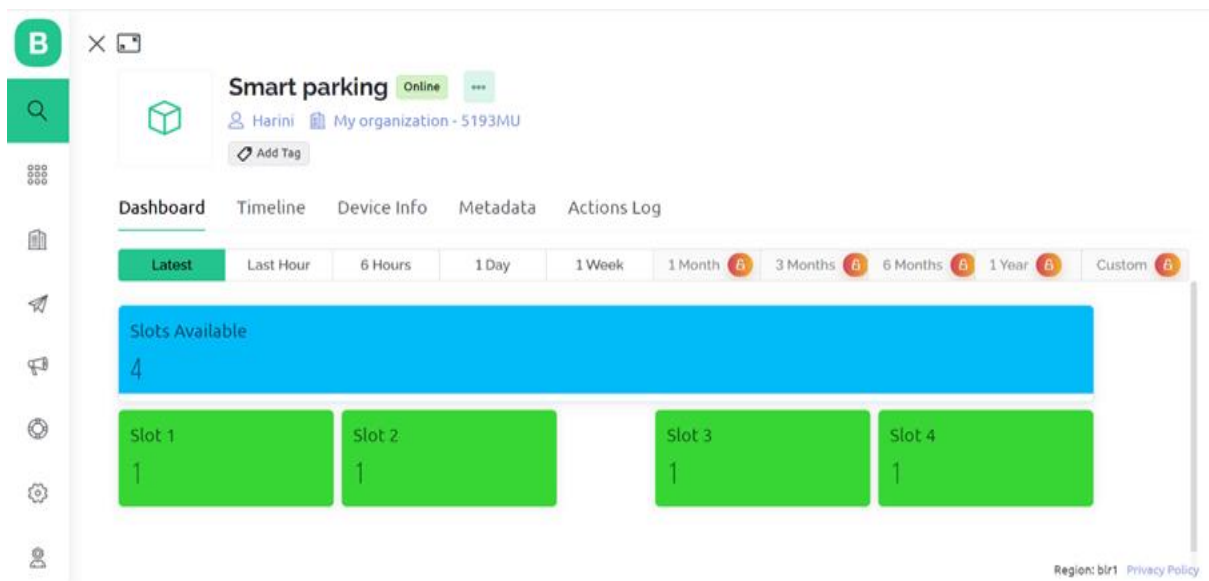 B
Smart parking Online
Harini My organization - 5193MU
Add Tag
Dashboard Timeline Device Info Metadata Actions Log
Latest Last Hour 6 Hours 1 Day 1 Week 1 Month 3 Months 6 Months 1 Year Custom
Slots Available
4
Slot 1 Slot 2 Slot 3 Slot 4
1 1 1 1
Region: blr1 Privacy Policy